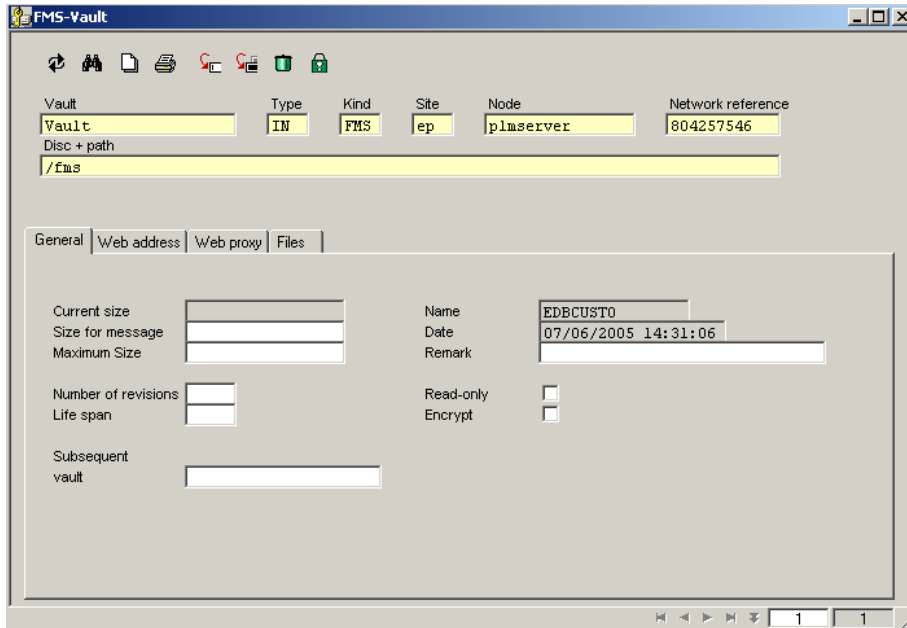 FMS-Vault
Vault Type Kind Site Node Network reference
Vault IN FMS ep plmserver 804257546
Disc + path
/fms
General Web address Web proxy Files
Current size Name EDBCUSTO
Size for message Date 07/06/2005 14:31:06
Maximum Size Remark
Number of revisions Read-only
Life span Encrypt
Subsequent
vault
1 1